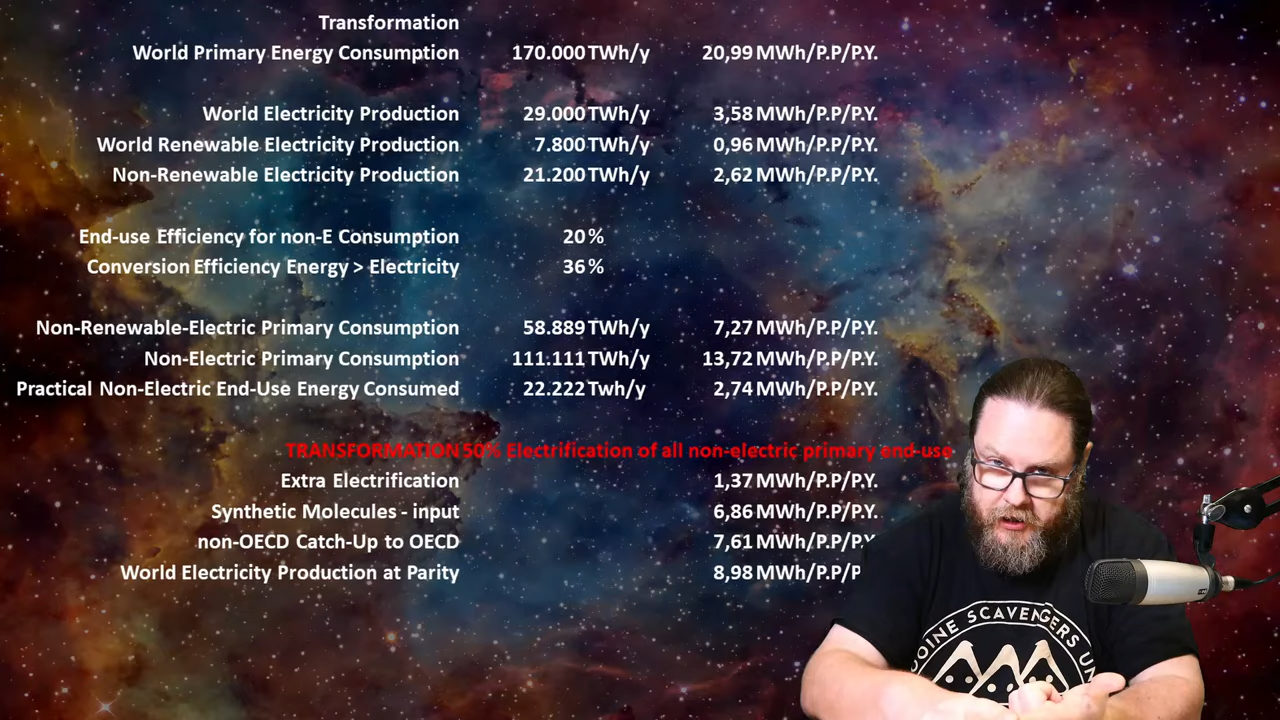 Transformation
World Primary Energy Consumption 170.000 TWh/y 20,99 MWh/P.P/P.Y.
World Electricity Production 29.000 TWh/y 3,58 MWh/P.P/P.Y.
World Renewable Electricity Production 7.800 TWh/y 0,96 MWh/P.P/P.Y.
Non-Renewable Electricity Production 21.200 TWh/y 2,62 MWh/P.P/P.Y.
End-use Efficiency for non-E Consumption 20 %
Conversion Efficiency Energy > Electricity 36 %
Non-Renewable-Electric Primary Consumption 58.889 TWh/y 7,27 MWh/P.P/P.Y.
Non-Electric Primary Consumption 111.111 TWh/y 13,72 MWh/P.P/P.Y.
Practical Non-Electric End-Use Energy Consumed 22.222 Twh/y 2,74 MWh/P.P/P.Y.
TRANSFORMATION 50% Electrification of all non-electric primary end-use
Extra Electrification 1,37 MWh/P.P/P.Y.
Synthetic Molecules - input 6,86 MWh/P.P/P.Y.
non-OECD Catch-Up to OECD 7,61 MWh/P.P/P.Y
World Electricity Production at Parity 8,98 MWh/P.P/P
OOINE SCAVENGERS UN